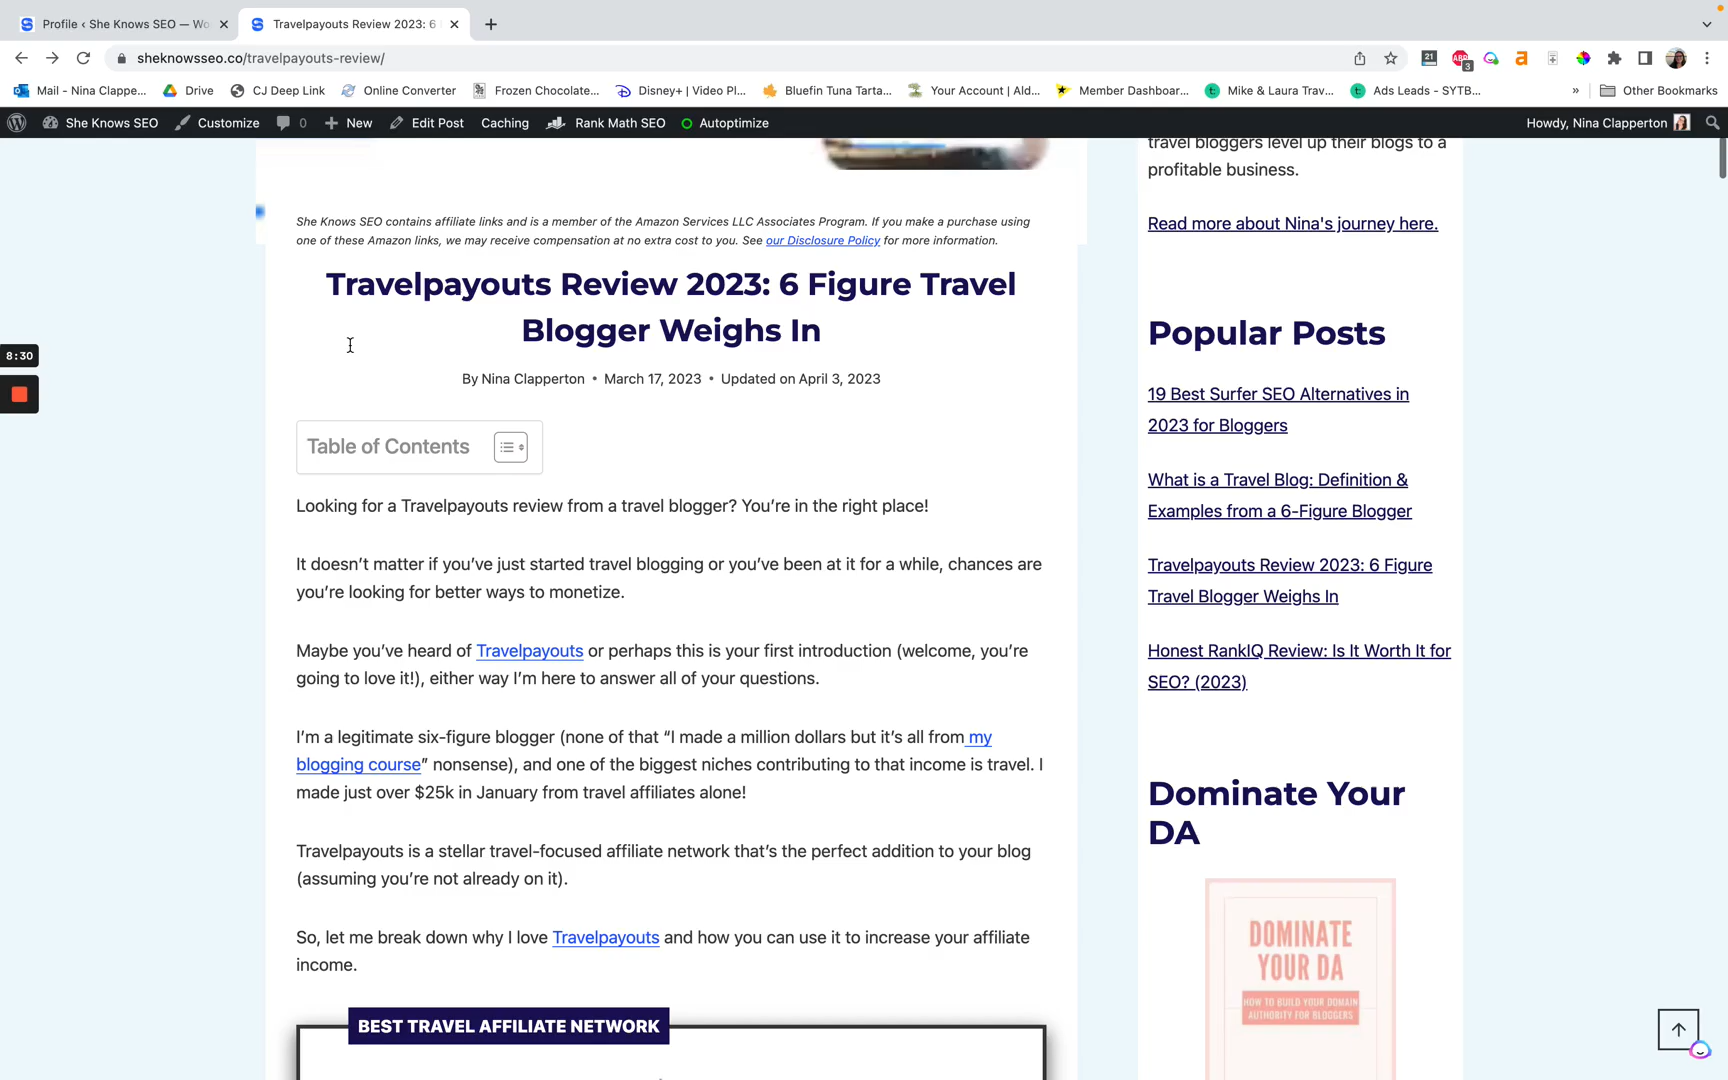 Profile ‹ She Knows SEO — Wo
Travelpayouts Review 2023: 6
sheknowsseo.co/travelpayouts-review/
21
ABP
3
Mail - Nina Clappe...
Drive
CJ Deep Link
Online Converter
Frozen Chocolate...
Disney+ | Video Pl...
Bluefin Tuna Tarta...
Your Account | Ald...
Member Dashboar...
Mike & Laura Trav...
Ads Leads - SYTB...
»
Other Bookmarks
She Knows SEO
Customize
0
New
Edit Post
Caching
Rank Math SEO
Autoptimize
Howdy, Nina Clapperton
8:30
She Knows SEO contains affiliate links and is a member of the Amazon Services LLC Associates Program. If you make a purchase using
one of these Amazon links, we may receive compensation at no extra cost to you. See our Disclosure Policy for more information.
Travelpayouts Review 2023: 6 Figure Travel
Blogger Weighs In
By Nina Clapperton • March 17, 2023 • Updated on April 3, 2023
Table of Contents
Looking for a Travelpayouts review from a travel blogger? You’re in the right place!
It doesn’t matter if you’ve just started travel blogging or you’ve been at it for a while, chances are
you’re looking for better ways to monetize.
Maybe you’ve heard of Travelpayouts or perhaps this is your first introduction (welcome, you’re
going to love it!), either way I’m here to answer all of your questions.
I’m a legitimate six-figure blogger (none of that “I made a million dollars but it’s all from my
blogging course” nonsense), and one of the biggest niches contributing to that income is travel. I
made just over $25k in January from travel affiliates alone!
Travelpayouts is a stellar travel-focused affiliate network that’s the perfect addition to your blog
(assuming you’re not already on it).
So, let me break down why I love Travelpayouts and how you can use it to increase your affiliate
income.
BEST TRAVEL AFFILIATE NETWORK
travel bloggers level up their blogs to a
profitable business.
Read more about Nina's journey here.
Popular Posts
19 Best Surfer SEO Alternatives in
2023 for Bloggers
What is a Travel Blog: Definition &
Examples from a 6-Figure Blogger
Travelpayouts Review 2023: 6 Figure
Travel Blogger Weighs In
Honest RankIQ Review: Is It Worth It for
SEO? (2023)
Dominate Your
DA
DOMINATE
YOUR DA
HOW TO BUILD YOUR DOMAIN
AUTHORITY FOR BLOGGERS